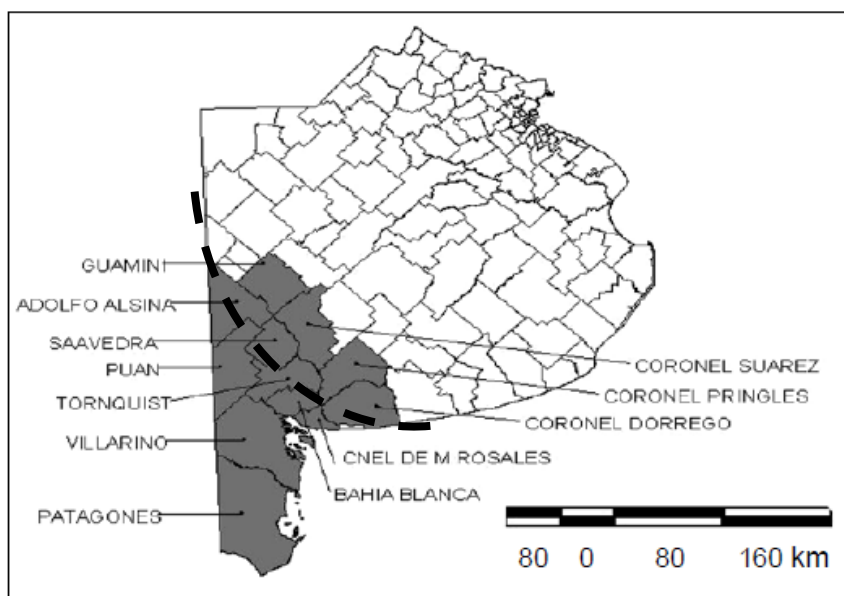 GUAMINI
ADOLFO ALSINA
SAAVEDRA
PUAN
TORNQUIST
VILLARINO
PATAGONES
CORONEL SUAREZ
CORONEL PRINGLES
CORONEL DORREGO
CNEL DE M ROSALES
BAHIA BLANCA
80 0 80 160 km